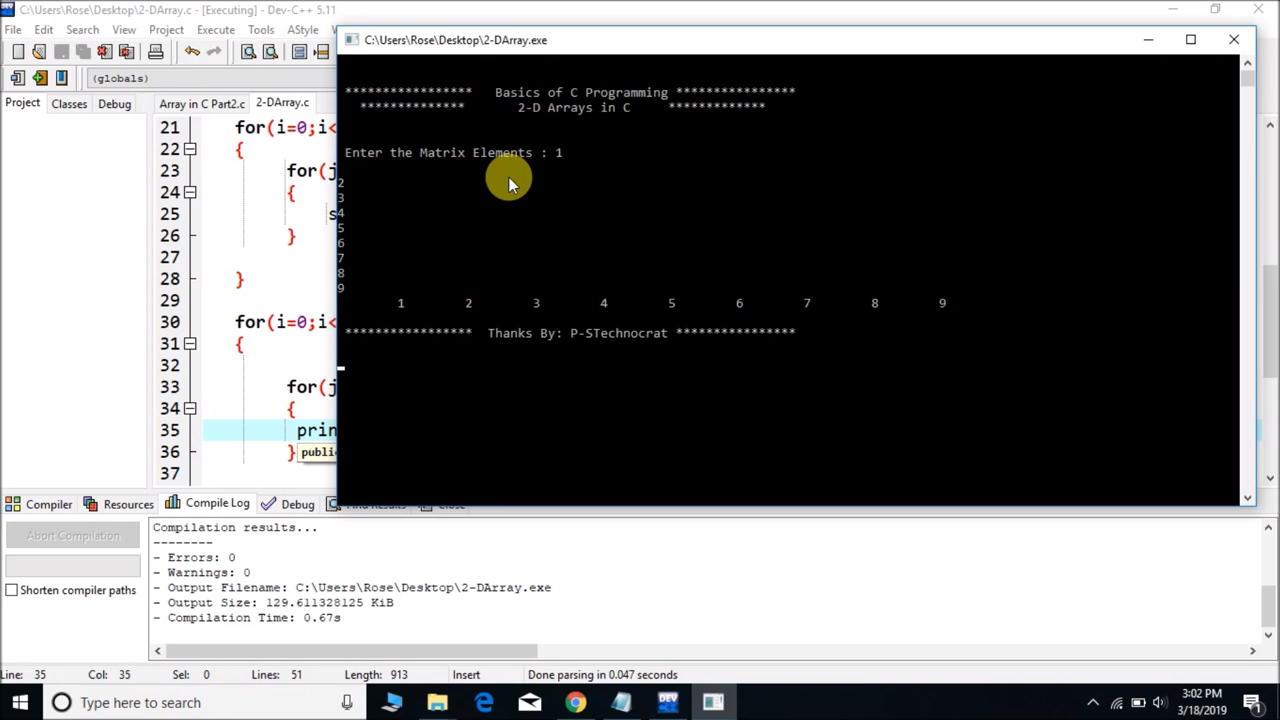 C:\Users\Rose\Desktop\2-DArray.c - [Executing] - Dev-C++ 5.11
File Edit Search View Project Execute Tools AStyle
(globals)
Project Classes Debug
Array in C Part2.c 2-DArray.c
21 for(i=0;i<
22 {
23 for(j
24 {
25 s
26 }
27
28 }
29
30 for(i=0;i<
31 {
32
33 for(j
34 {
35 prin
36 } public
37
C:\Users\Rose\Desktop\2-DArray.exe
***************** Basics of C Programming ****************
************** 2-D Arrays in C *************
Enter the Matrix Elements : 1
2
3
4
5
6
7
8
9
1 2 3 4 5 6 7 8 9
***************** Thanks By: P-STechnocrat ****************
Compiler Resources Compile Log Debug Find Results Close
Abort Compilation
Shorten compiler paths
Compilation results...
--------
- Errors: 0
- Warnings: 0
- Output Filename: C:\Users\Rose\Desktop\2-DArray.exe
- Output Size: 129.611328125 KiB
- Compilation Time: 0.67s
Line: 35 Col: 35 Sel: 0 Lines: 51 Length: 913 Insert Done parsing in 0.047 seconds
Type here to search
DEV
3:02 PM
3/18/2019
1